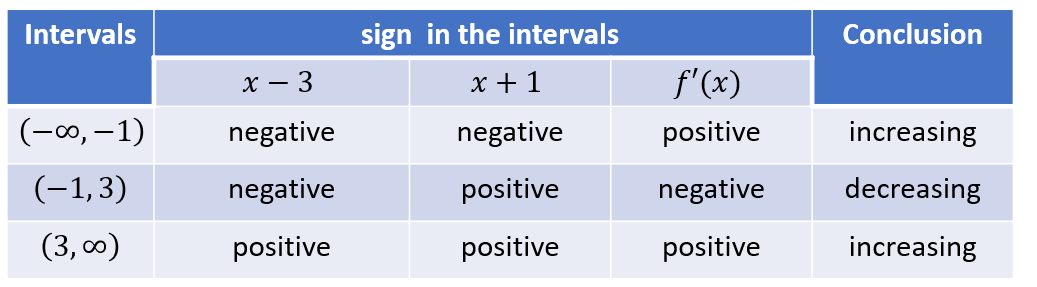 Intervals sign in the intervals Conclusion
x − 3 x + 1 f′(x)
(−∞, −1) negative negative positive increasing
(−1, 3) negative positive negative decreasing
(3, ∞) positive positive positive increasing